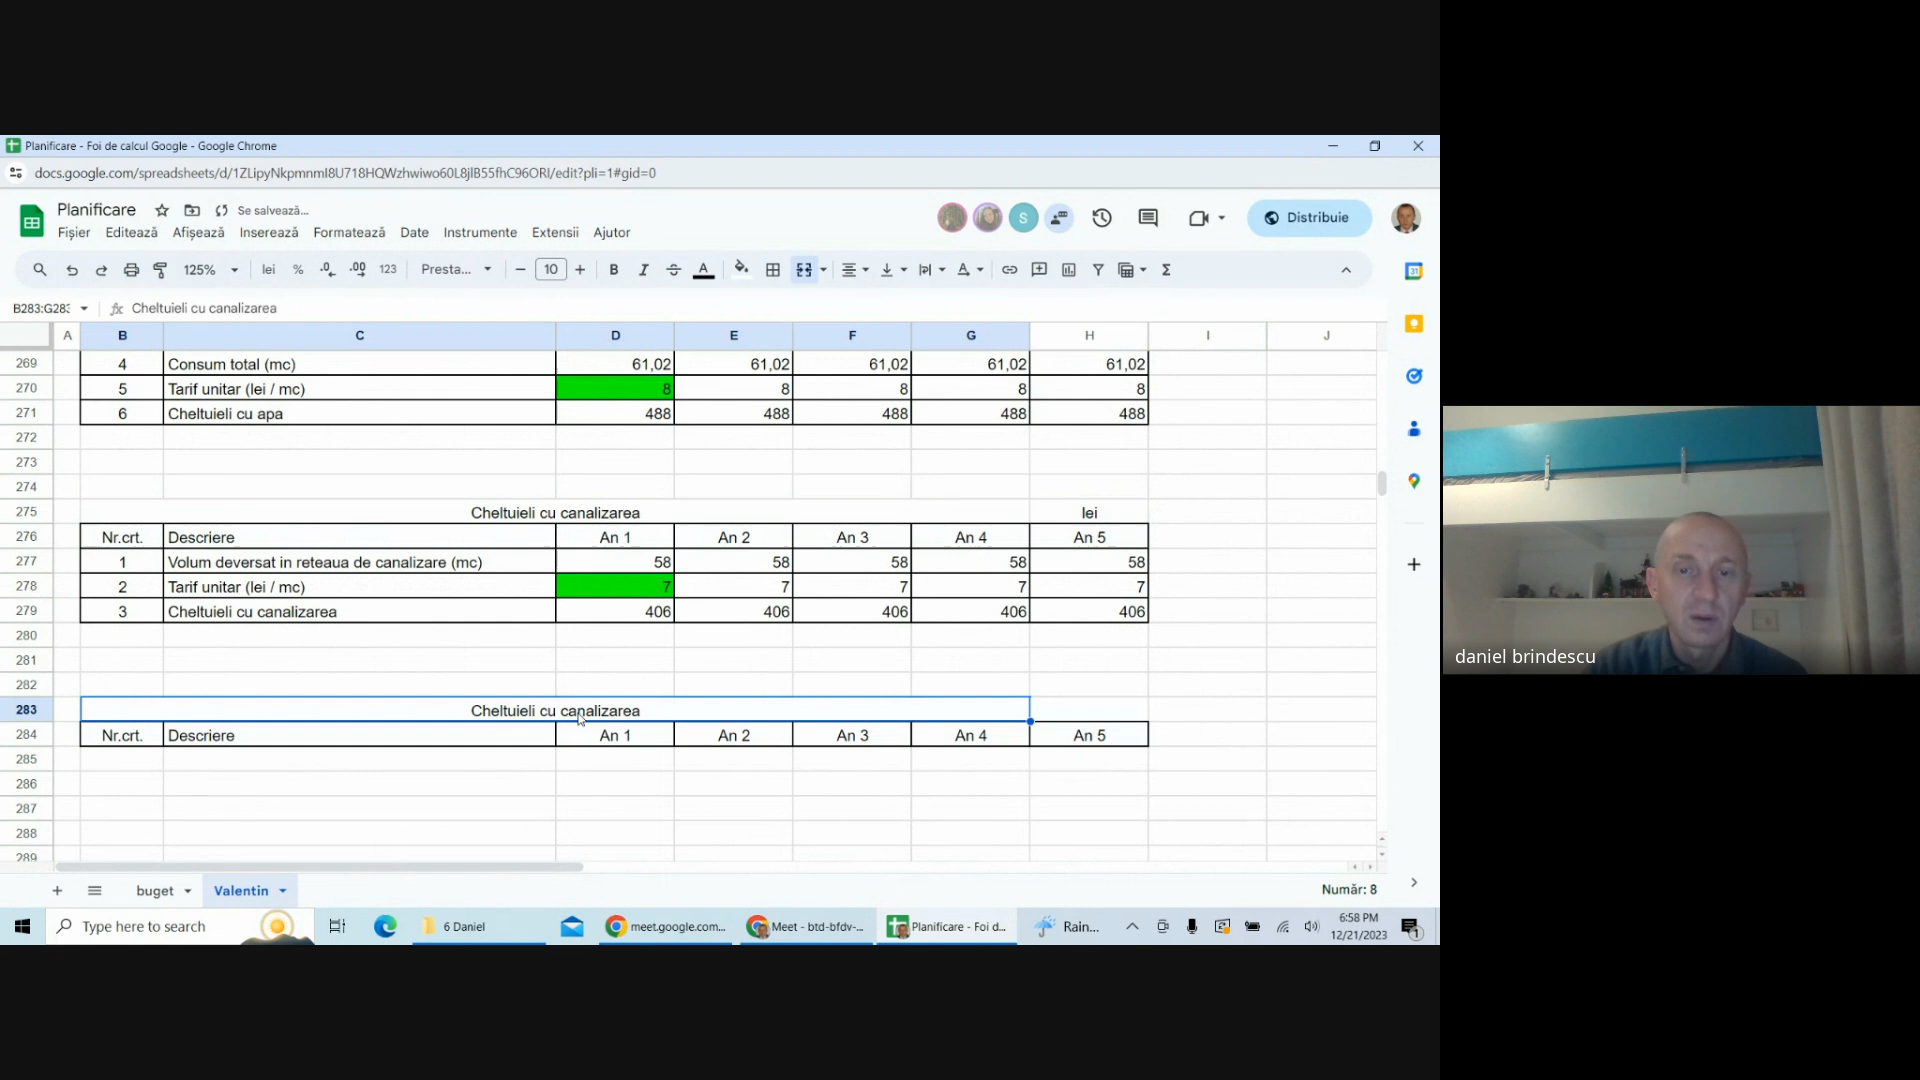 Planificare - Foi de calcul Google - Google Chrome
docs.google.com/spreadsheets/d/1ZLipyNkpmnmI8U718HQWzhwiwo60L8jlB55fhC96ORI/edit?pli=1#gid=0
Planificare Se salvează...
Fișier Editează Afișează Inserează Formatează Date Instrumente Extensii Ajutor
S
Distribuie
125% lei % .0 .00 123 Presta... 10 B I A
B283:G283 fx Cheltuieli cu canalizarea
A B C D E F G H I J
269 4 Consum total (mc) 61,02 61,02 61,02 61,02 61,02
270 5 Tarif unitar (lei / mc) 8 8 8 8 8
271 6 Cheltuieli cu apa 488 488 488 488 488
272
273
274
275 Cheltuieli cu canalizarea lei
276 Nr.crt. Descriere An 1 An 2 An 3 An 4 An 5
277 1 Volum deversat in reteaua de canalizare (mc) 58 58 58 58 58
278 2 Tarif unitar (lei / mc) 7 7 7 7 7
279 3 Cheltuieli cu canalizarea 406 406 406 406 406
280
281
282
283 Cheltuieli cu canalizarea
284 Nr.crt. Descriere An 1 An 2 An 3 An 4 An 5
285
286
287
288
289
buget Valentin Număr: 8
Type here to search 6 Daniel meet.google.com... Meet - btd-bfdv-... Planificare - Foi d... Rain... 6:58 PM
12/21/2023 1
daniel brindescu
31